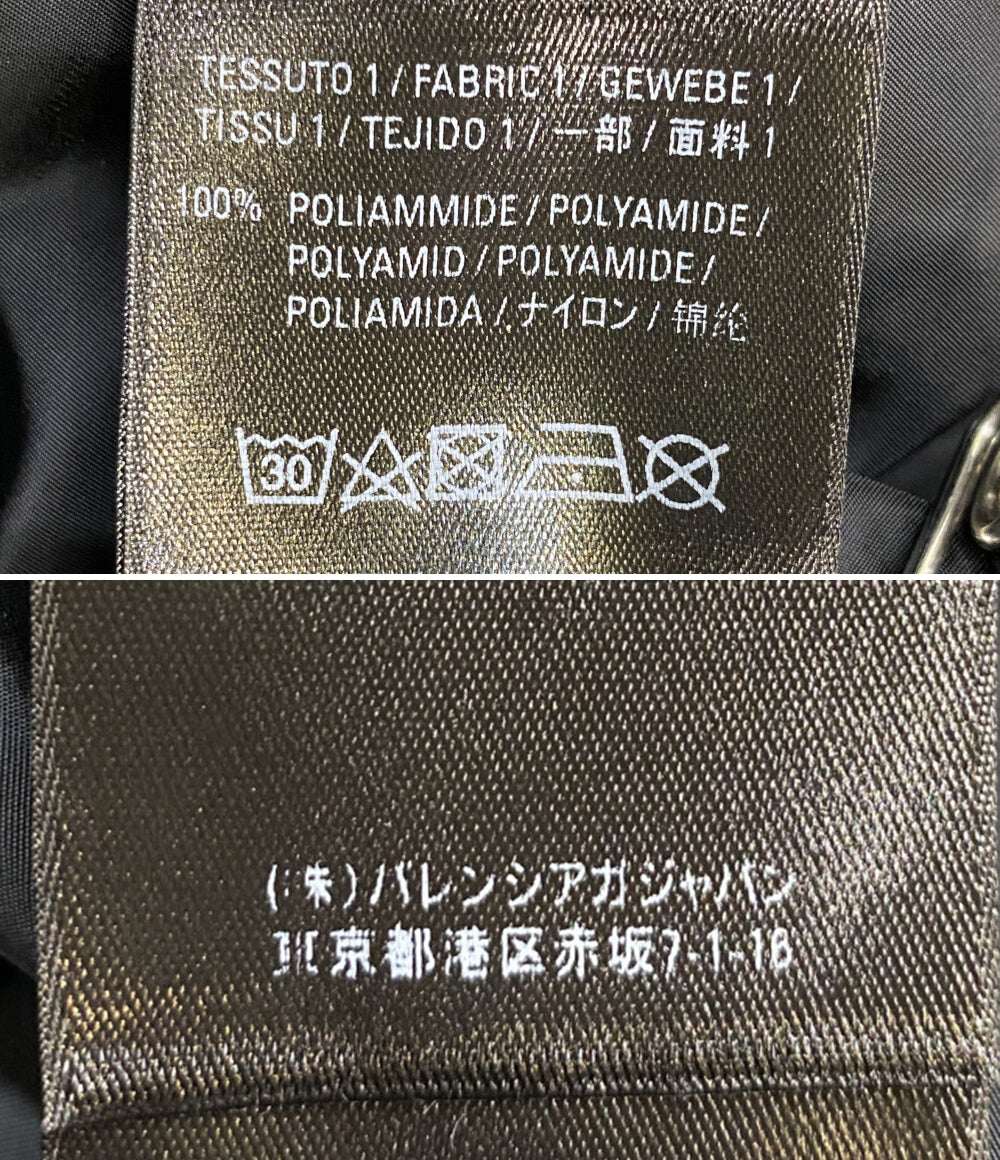 TESSUTO 1 / FABRIC 1 / GEWEBE 1 /
TISSU 1 / TEJIDO 1 / 一部 / 面料 1
100% POLIAMMIDE / POLYAMIDE /
POLYAMID / POLYAMIDE /
POLIAMIDA / ナイロン / 锦纶
30
(株)バレンシアガジャパン
東京都港区赤坂7-1-16